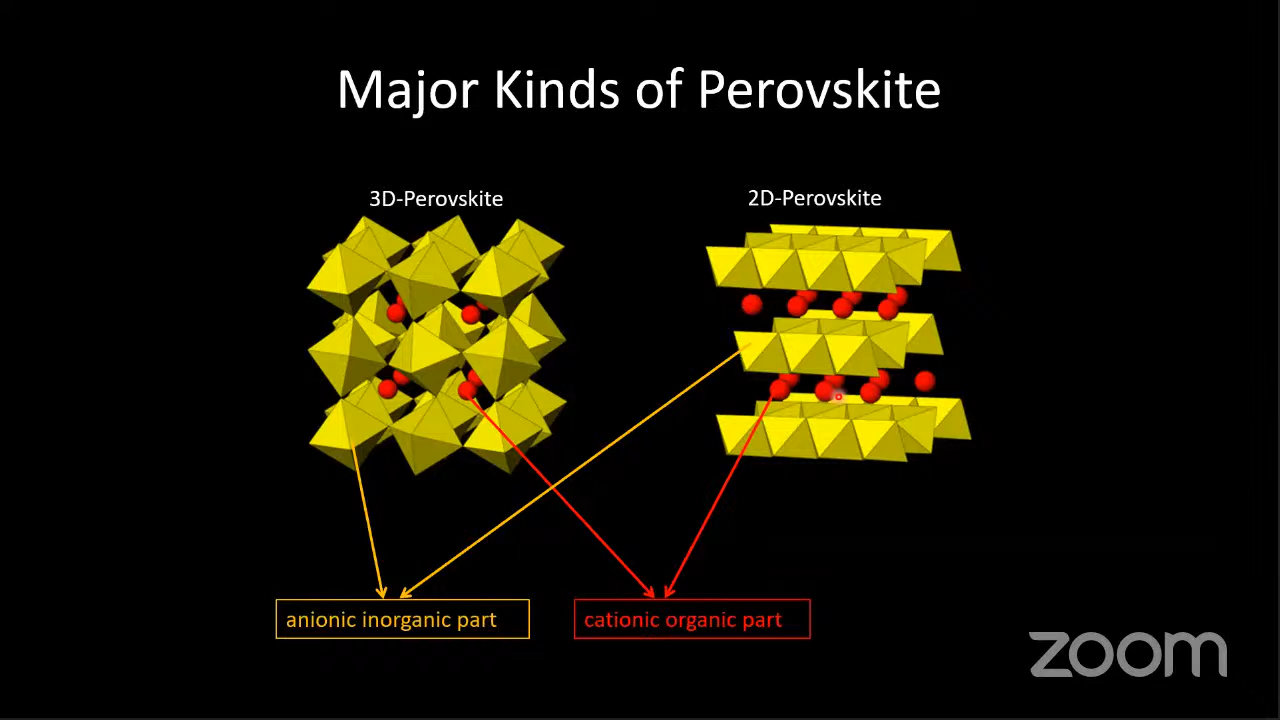 Major Kinds of Perovskite
3D-Perovskite
2D-Perovskite
anionic inorganic part
cationic organic part
zoom